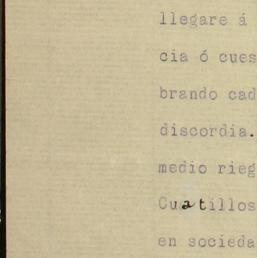 llegare á
cia ó cues
brando cad
discordia.
medio rieg
Cuatillos
en socieda